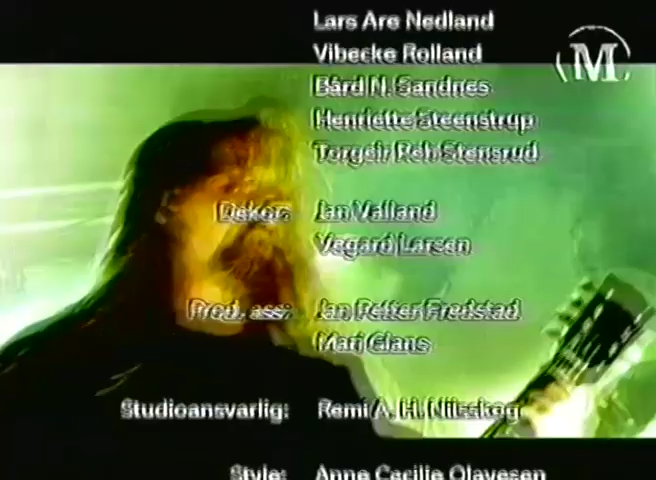 Lars Are Nedland
M
Vibecke Rolland
Bård N. Sandnes
Henriette Steenstrup
Torgeir Reh Stensrud
Dekor: Jan Valland
Vegard Larsen
Prod. ass: Jan Petter Fredstad
Mari Glans
Studioansvarlig: Remi A. H. Nilsskog
Style: Anne Cecilie Olavesen